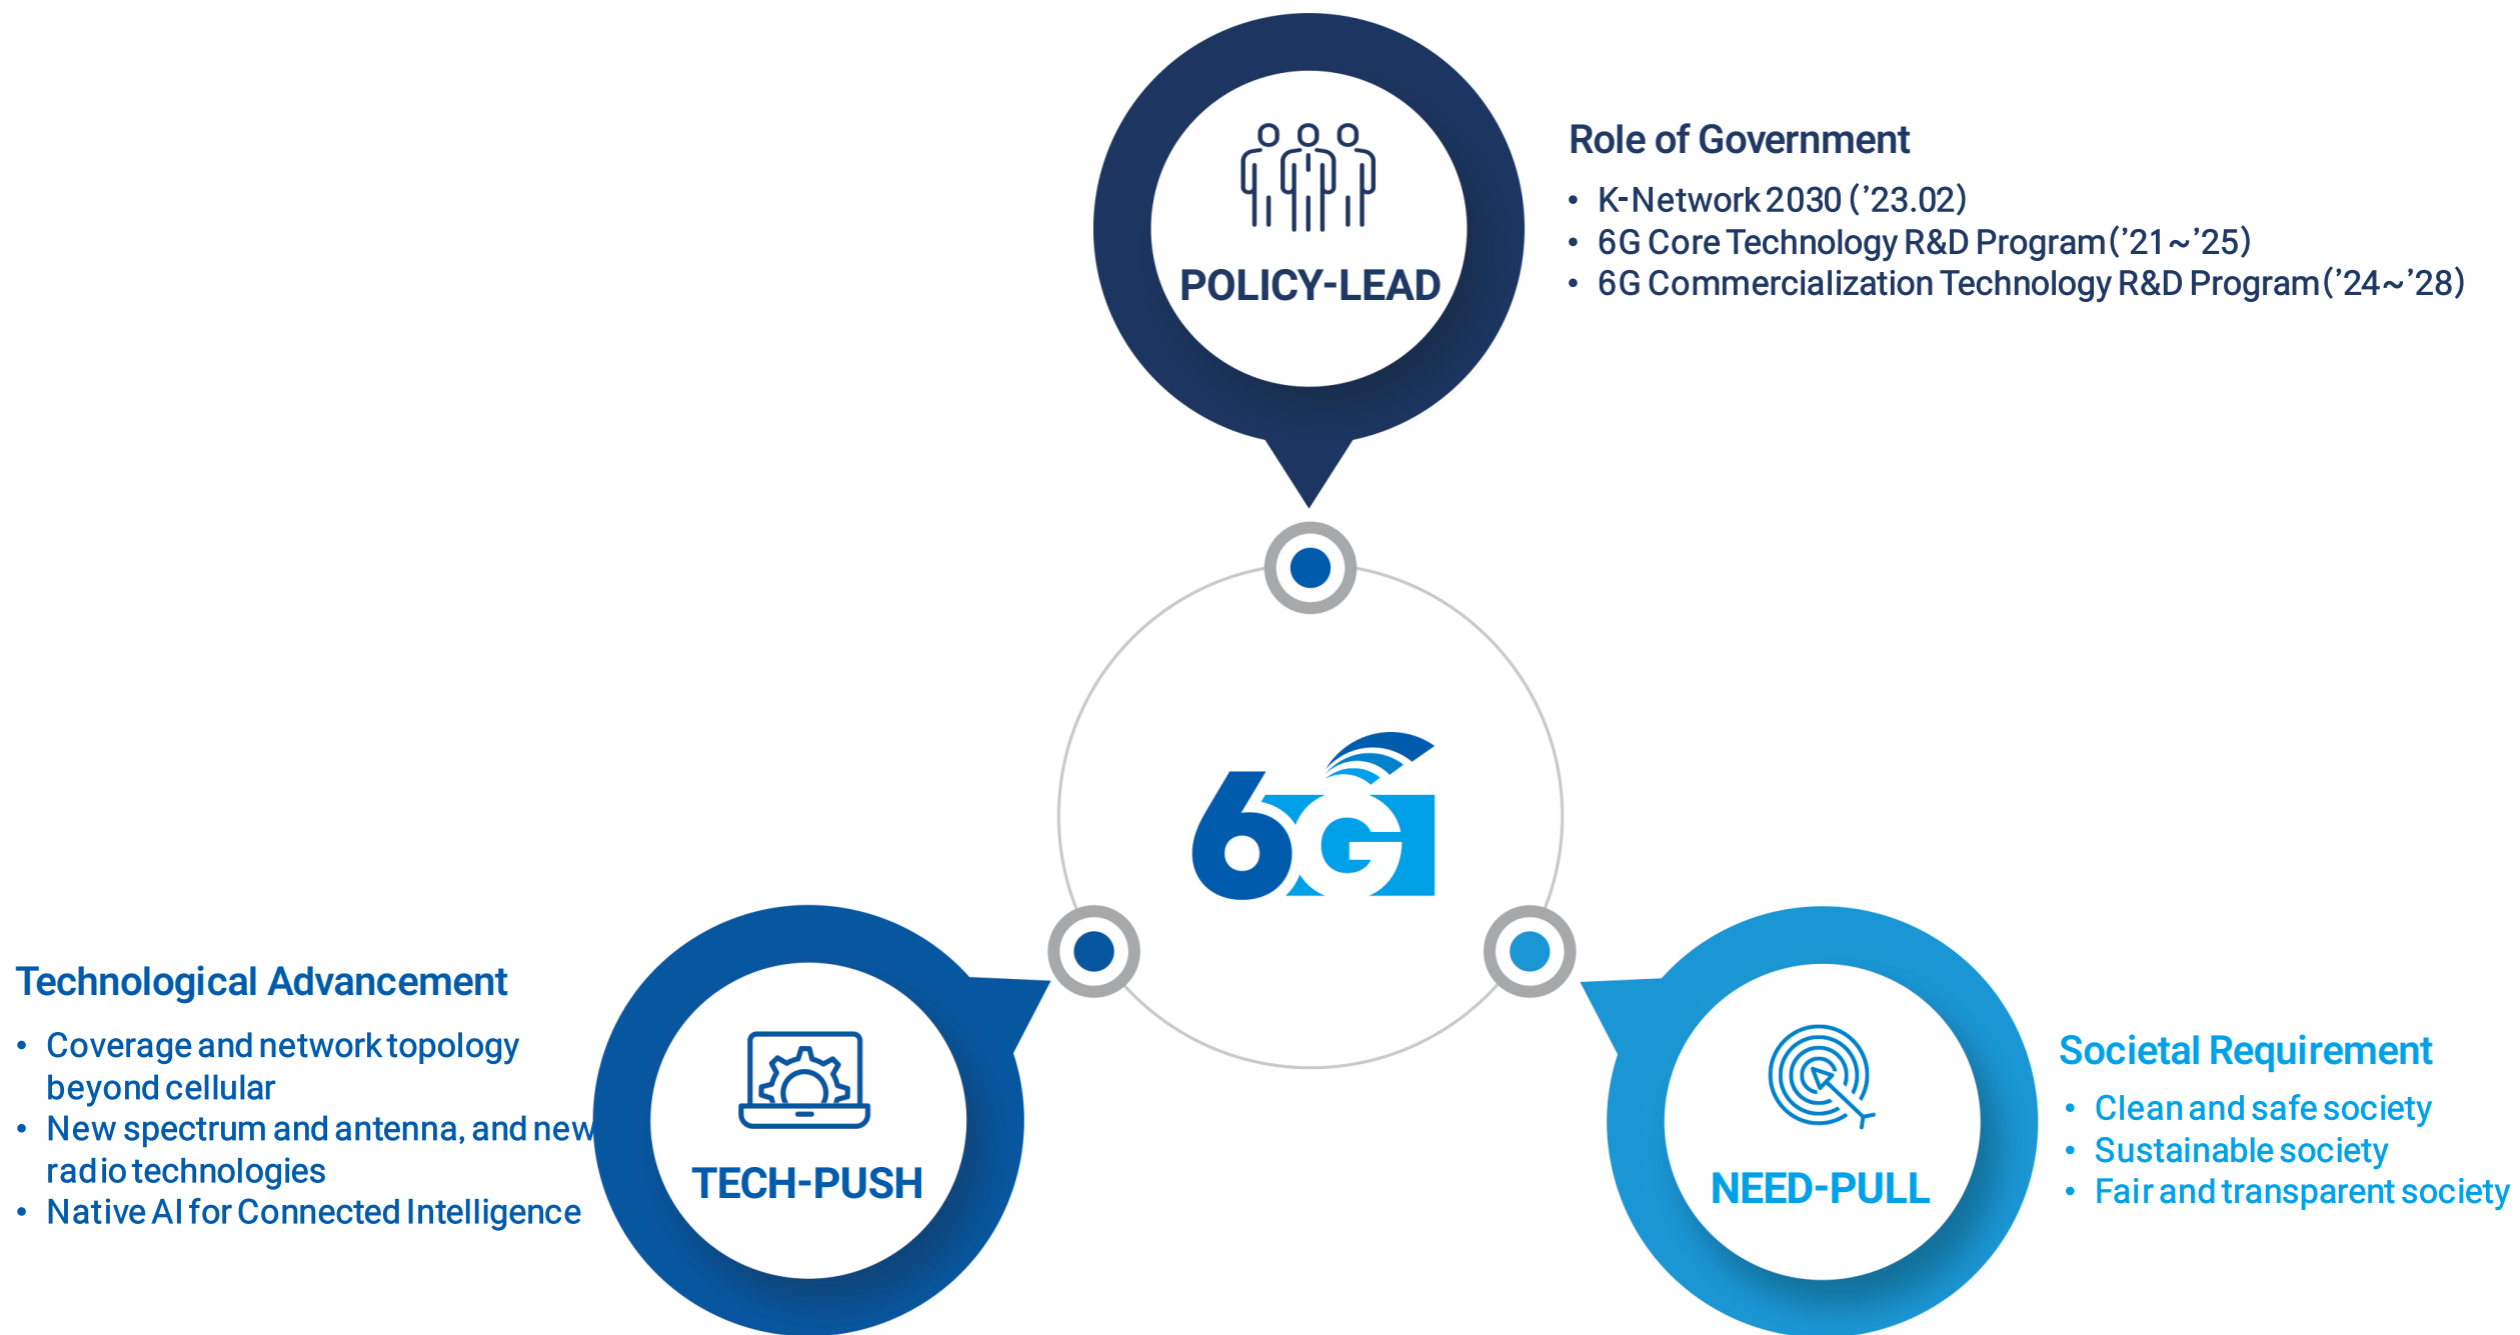 POLICY-LEAD
Role of Government
• K-Network 2030 (’23.02)
• 6G Core Technology R&D Program(’21~’25)
• 6G Commercialization Technology R&D Program(’24~’28)
6G
Technological Advancement
• Coverage and network topology
beyond cellular
• New spectrum and antenna, and new
radio technologies
• Native AI for Connected Intelligence
TECH-PUSH
NEED-PULL
Societal Requirement
• Clean and safe society
• Sustainable society
• Fair and transparent society